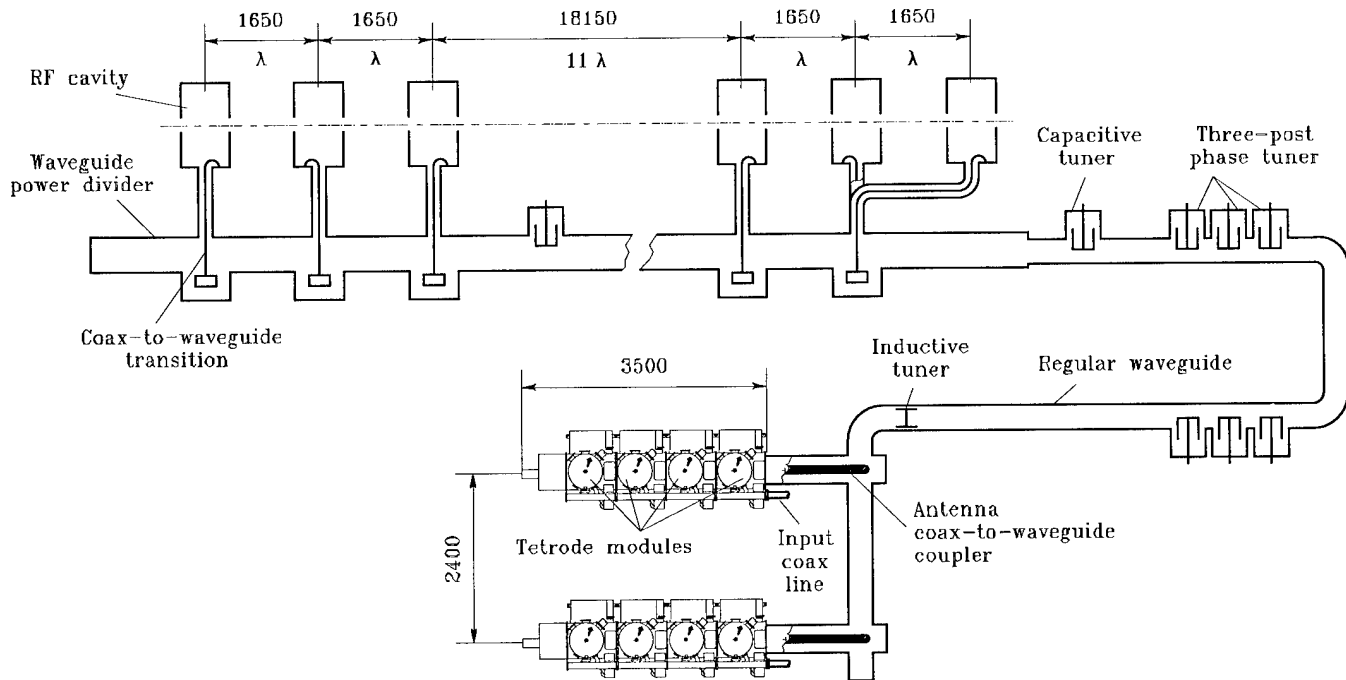 1650
1650
18150
1650
1650
λ
λ
11 λ
λ
λ
RF cavity
Capacitive
tuner
Three-post
phase tuner
Waveguide
power divider
Coax-to-waveguide
transition
Inductive
tuner
Regular waveguide
3500
Antenna
coax-to-waveguide
coupler
Tetrode modules
Input
coax
line
2400